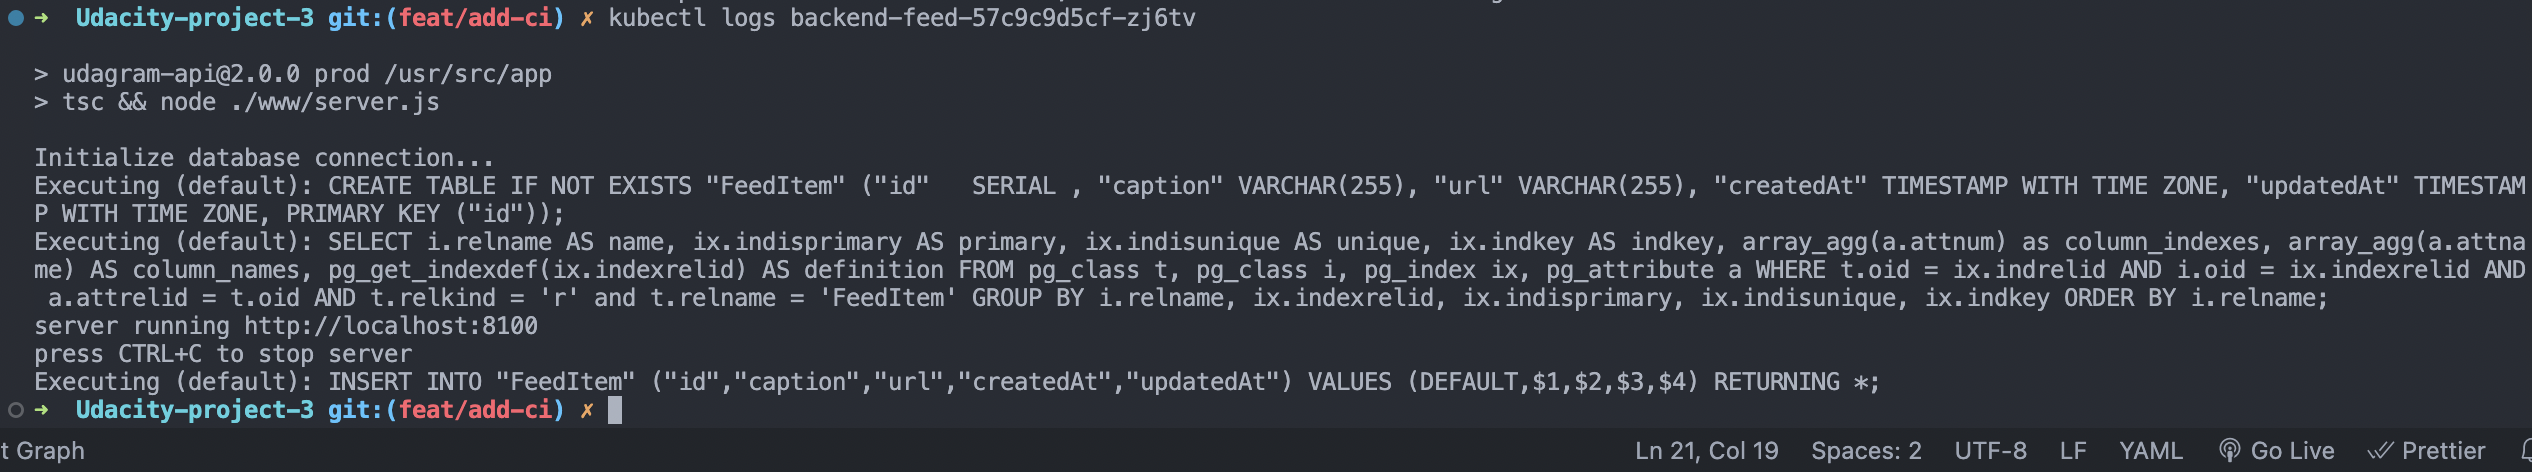 ➜ Udacity-project-3 git:(feat/add-ci) ✗ kubectl logs backend-feed-57c9c9d5cf-zj6tv
> udagram-api@2.0.0 prod /usr/src/app
> tsc && node ./www/server.js
Initialize database connection...
Executing (default): CREATE TABLE IF NOT EXISTS "FeedItem" ("id"   SERIAL , "caption" VARCHAR(255), "url" VARCHAR(255), "createdAt" TIMESTAMP WITH TIME ZONE, "updatedAt" TIMESTAM
P WITH TIME ZONE, PRIMARY KEY ("id"));
Executing (default): SELECT i.relname AS name, ix.indisprimary AS primary, ix.indisunique AS unique, ix.indkey AS indkey, array_agg(a.attnum) as column_indexes, array_agg(a.attna
me) AS column_names, pg_get_indexdef(ix.indexrelid) AS definition FROM pg_class t, pg_class i, pg_index ix, pg_attribute a WHERE t.oid = ix.indrelid AND i.oid = ix.indexrelid AND
 a.attrelid = t.oid AND t.relkind = 'r' and t.relname = 'FeedItem' GROUP BY i.relname, ix.indexrelid, ix.indisprimary, ix.indisunique, ix.indkey ORDER BY i.relname;
server running http://localhost:8100
press CTRL+C to stop server
Executing (default): INSERT INTO "FeedItem" ("id","caption","url","createdAt","updatedAt") VALUES (DEFAULT,$1,$2,$3,$4) RETURNING *;
➜ Udacity-project-3 git:(feat/add-ci) ✗
t Graph Ln 21, Col 19 Spaces: 2 UTF-8 LF YAML Go Live Prettier